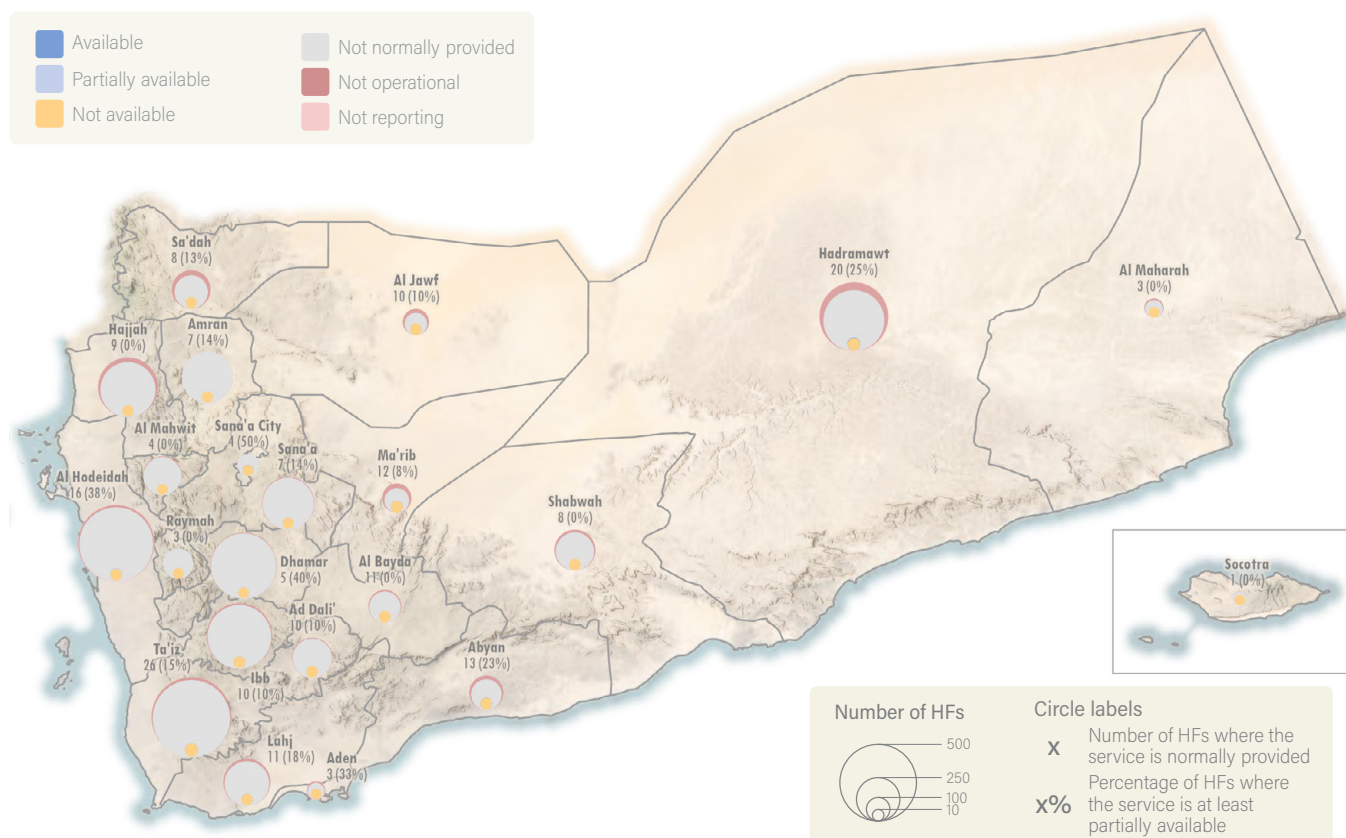 Available
Partially available
Not available
Not normally provided
Not operational
Not reporting
Sa'dah
8 (13%)
Al Jawf
10 (10%)
Hadramawt
20 (25%)
Al Maharah
3 (0%)
Hajjah
9 (0%)
Amran
7 (14%)
Al Mahwit
4 (0%)
Sana'a City
4 (50%)
Sana'a
7 (14%)
Ma'rib
12 (8%)
Al Hodeidah
16 (38%)
Shabwah
8 (0%)
Raymah
3 (0%)
Dhamar
5 (40%)
Al Bayda
11 (0%)
Socotra
1 (0%)
Ad Dali'
10 (10%)
Ta'iz
26 (15%)
Ibb
10 (10%)
Abyan
13 (23%)
Lahj
11 (18%)
Aden
3 (33%)
Number of HFs
500
250
100
10
Circle labels
x Number of HFs where the
service is normally provided
x% Percentage of HFs where
the service is at least
partially available